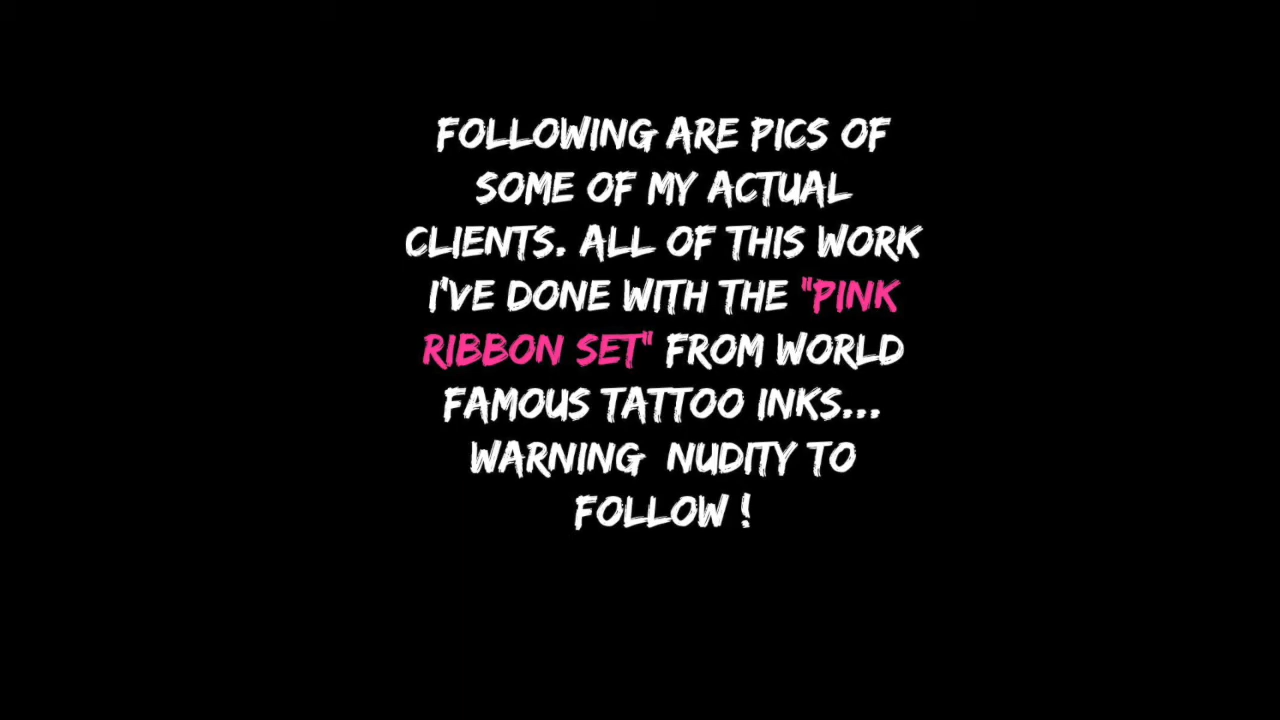 FOLLOWING ARE PICS OF
SOME OF MY ACTUAL
CLIENTS. ALL OF THIS WORK
I'VE DONE WITH THE "PINK
RIBBON SET" FROM WORLD
FAMOUS TATTOO INKS...
WARNING NUDITY TO
FOLLOW !